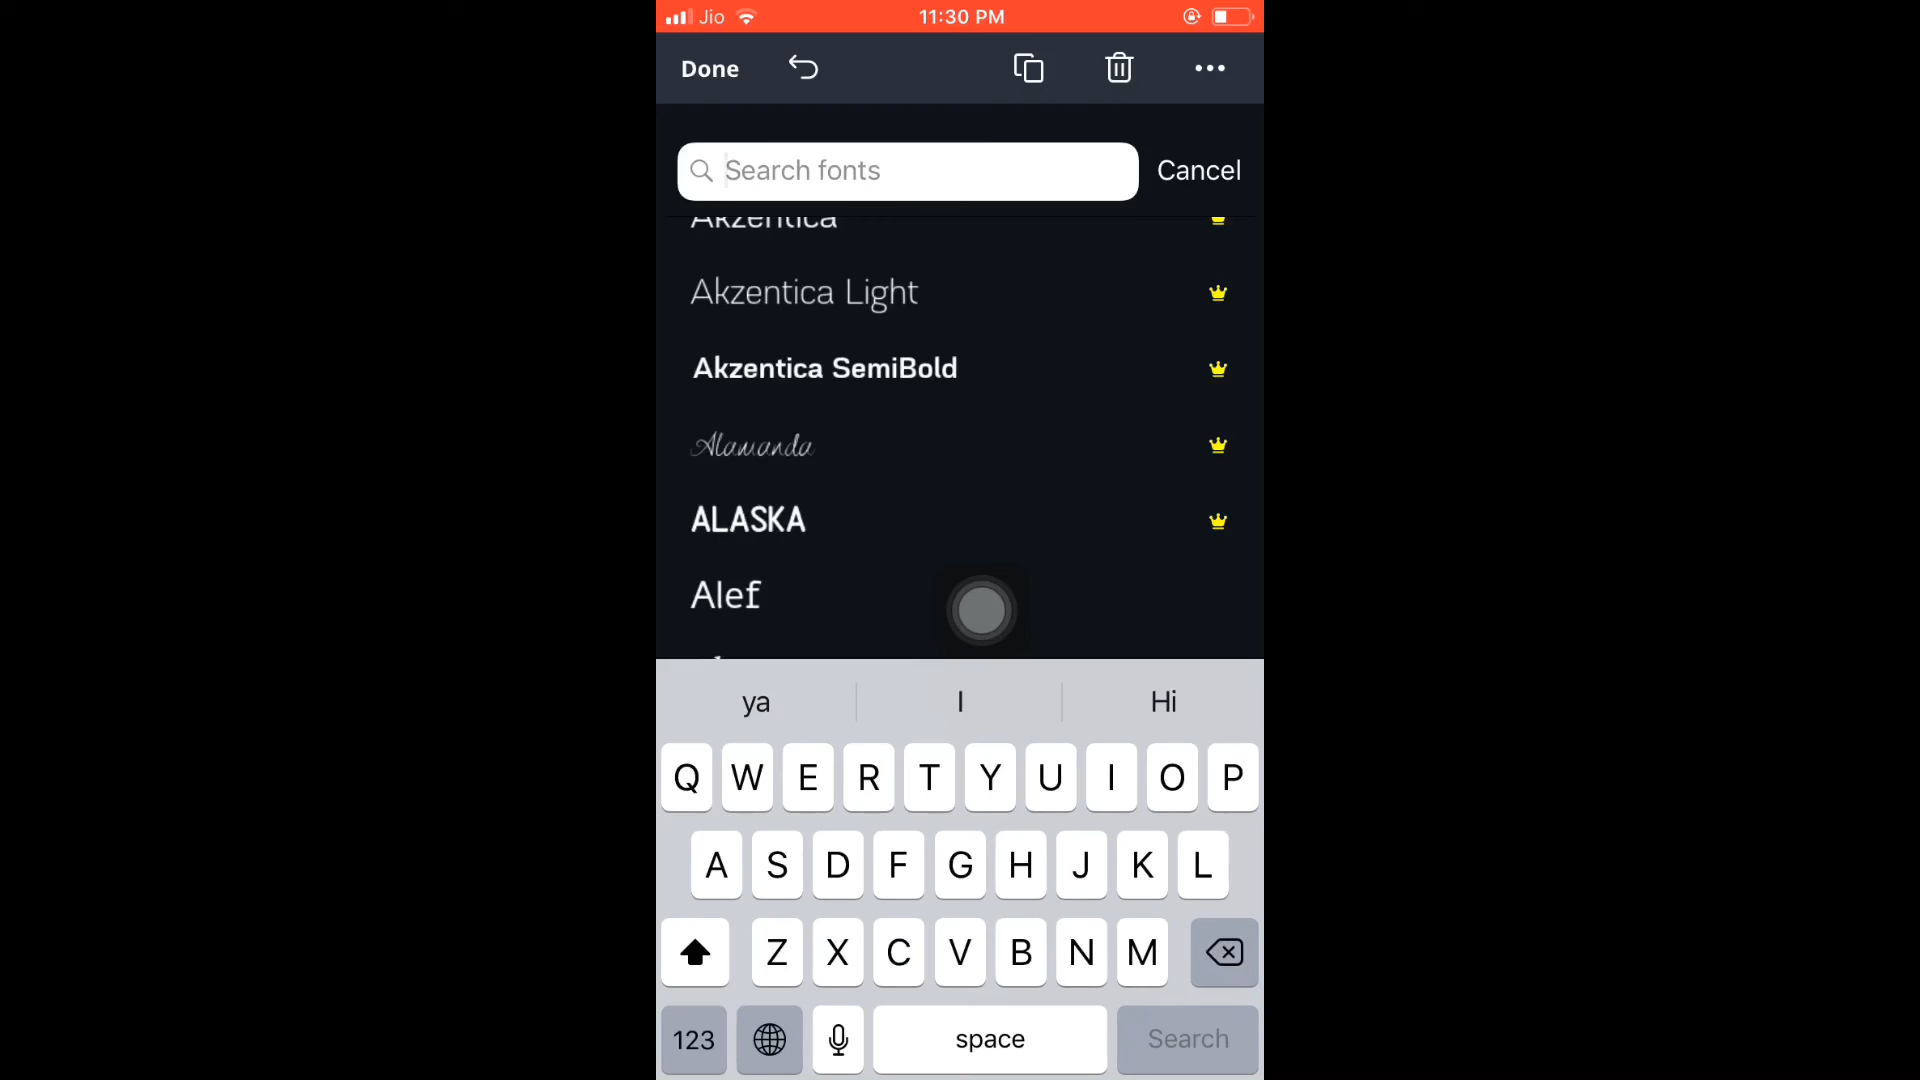 Jio 11:30 PM
Done
Search fonts Cancel
Akzentica
Akzentica Light
Akzentica SemiBold
Alamanda
ALASKA
Alef
ya I Hi
Q W E R T Y U I O P
A S D F G H J K L
Z X C V B N M
123 space Search